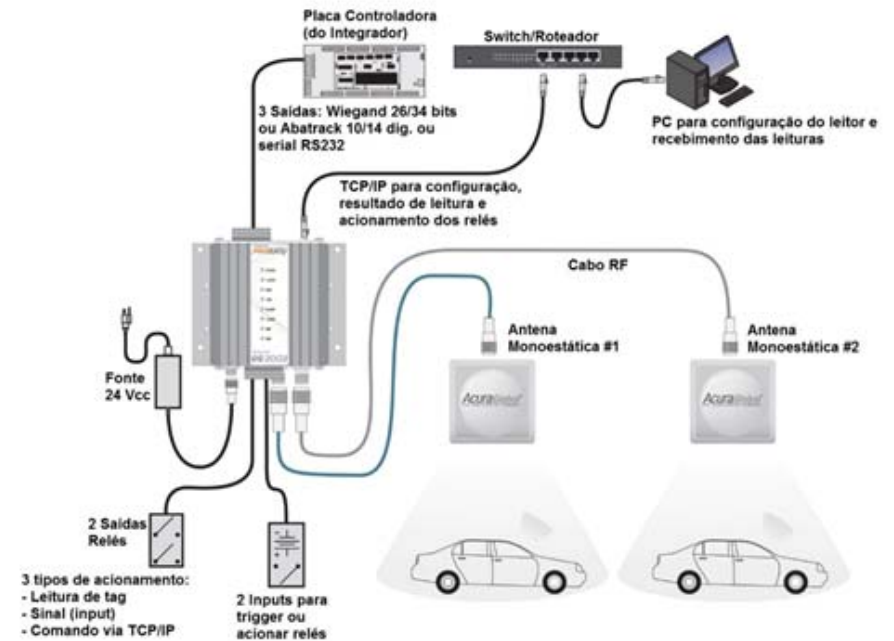 Placa Controladora
(do Integrador)
Switch/Roteador
3 Saídas: Wiegand 26/34 bits
ou Abatrack 10/14 dig. ou
serial RS232
PC para configuração do leitor e
recebimento das leituras
TCP/IP para configuração,
resultado de leitura e
acionamento dos relés
Cabo RF
Antena
Monoestática #1
Antena
Monoestática #2
Fonte
24 Vcc
AcuraGlobal
AcuraGlobal
2 Saídas
Relés
3 tipos de acionamento:
- Leitura de tag
- Sinal (input)
- Comando via TCP/IP
2 Inputs para
trigger ou
acionar relés